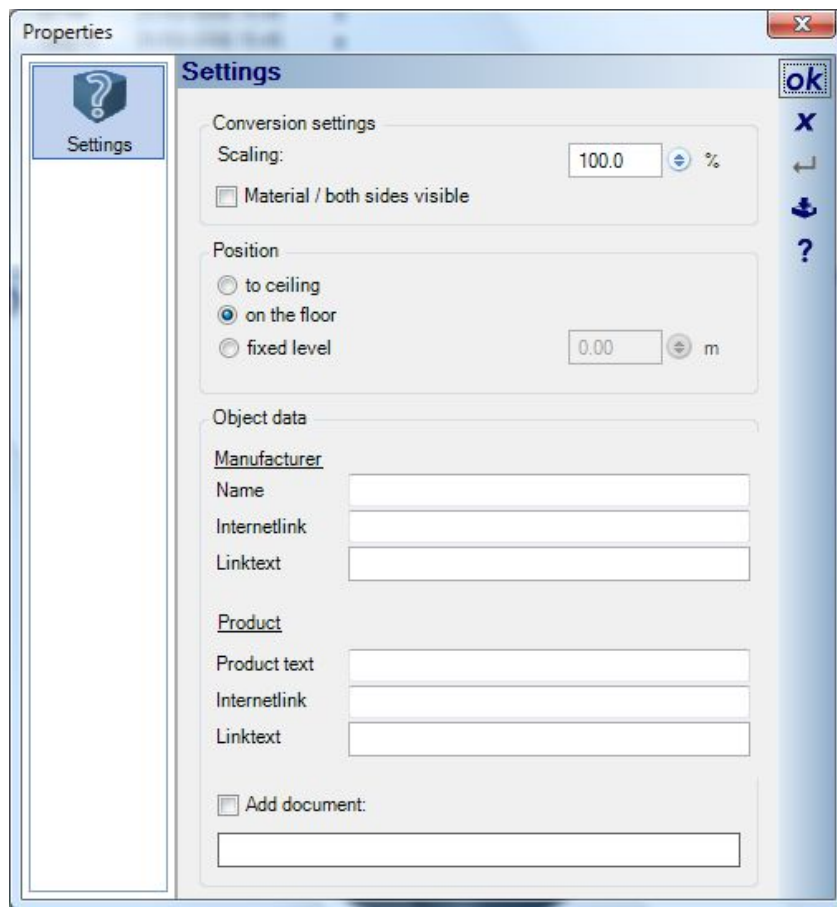 Properties
Settings
ok
Settings
Conversion settings
Scaling: 100.0 %
Material / both sides visible
Position
to ceiling
on the floor
fixed level 0.00 m
Object data
Manufacturer
Name
Internetlink
Linktext
Product
Product text
Internetlink
Linktext
Add document: